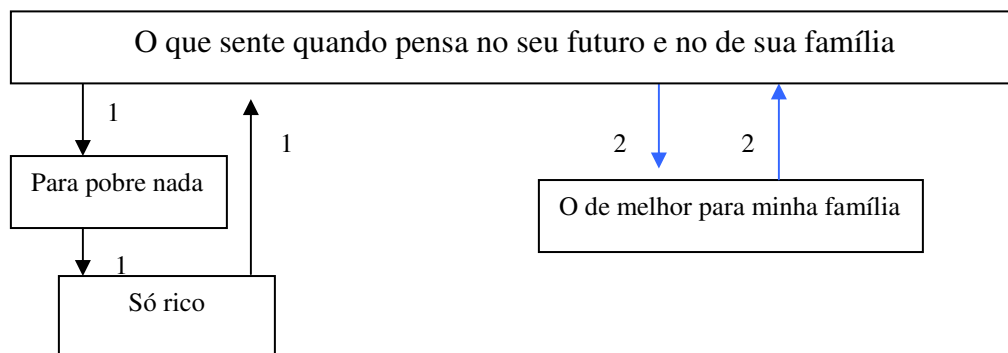 O que sente quando pensa no seu futuro e no de sua família
1
1
2
2
Para pobre nada
O de melhor para minha família
1
Só rico